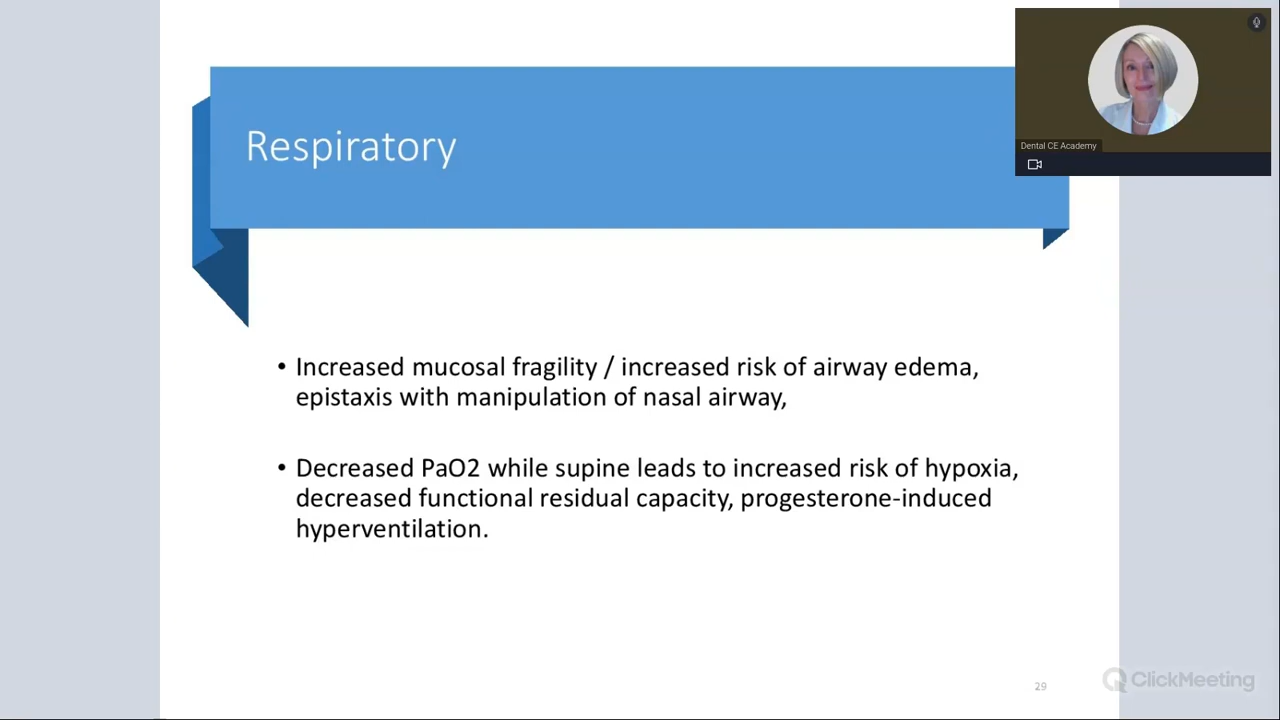 Respiratory
Dental CE Academy
• Increased mucosal fragility / increased risk of airway edema,
epistaxis with manipulation of nasal airway,
• Decreased PaO2 while supine leads to increased risk of hypoxia,
decreased functional residual capacity, progesterone-induced
hyperventilation.
29
ClickMeeting